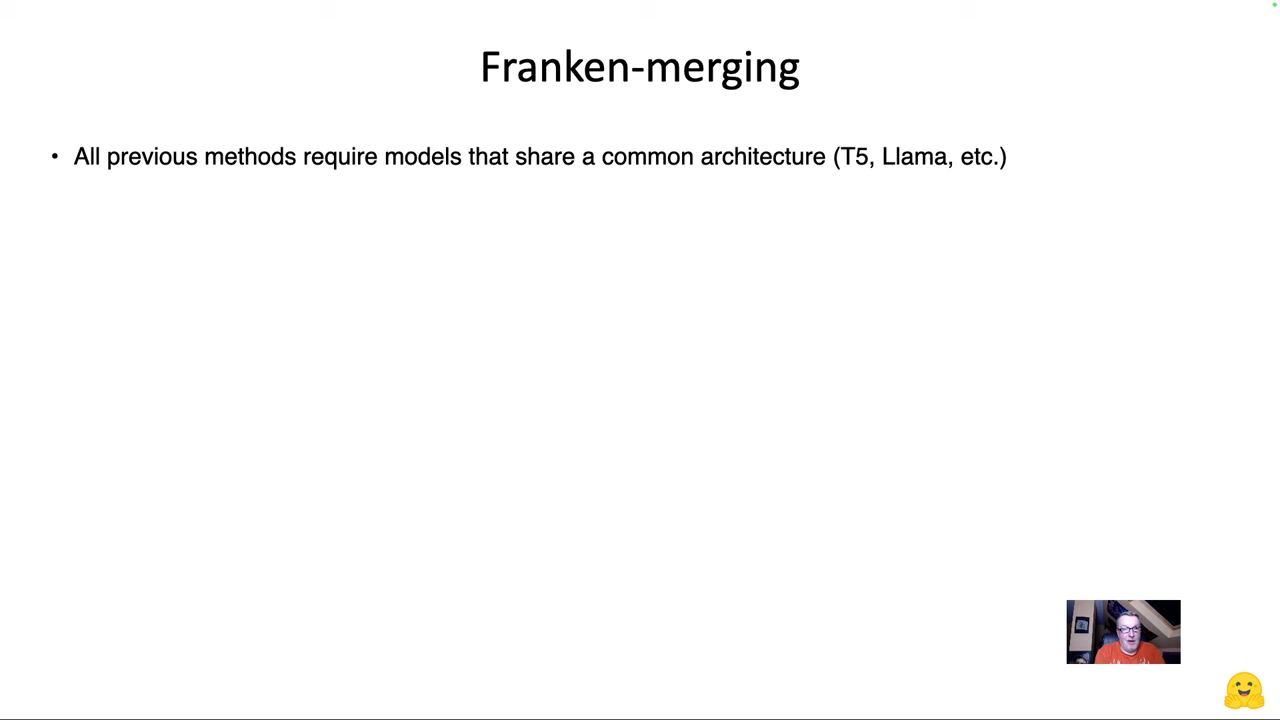 Franken-merging
• All previous methods require models that share a common architecture (T5, Llama, etc.)